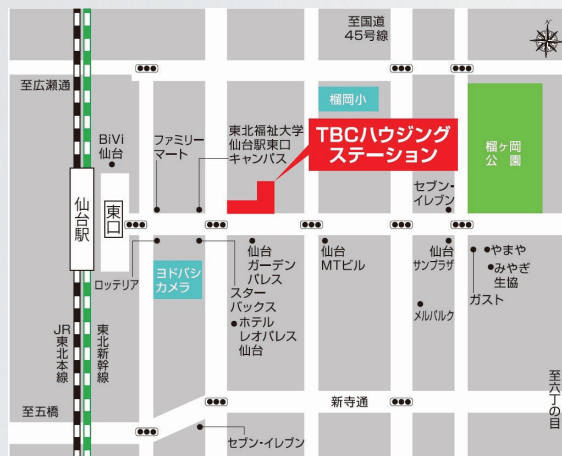 至国道
45号線
至広瀬通
榴岡小
BiVi
仙台
ファミリー
マート
東北福祉大学
仙台駅東口
キャンパス
TBCハウジング
ステーション
榴ヶ岡
公園
セブン-
イレブン
仙台駅
東口
ロッテリア
ヨドバシ
カメラ
スター
バックス
仙台
ガーデン
パレス
仙台
MTビル
仙台
サンプラザ
やまや
みやぎ
生協
ガスト
ホテル
レオパレス
仙台
メルパルク
JR
東北本線
東北新幹線
至六丁の目
新寺通
至五橋
セブン-イレブン